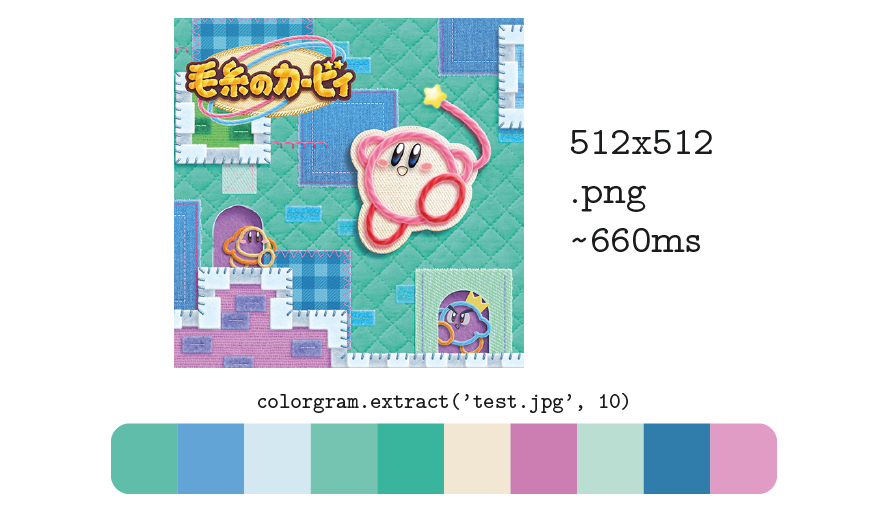 毛糸のカービィ
512x512
.png
~660ms
colorgram.extract('test.jpg', 10)